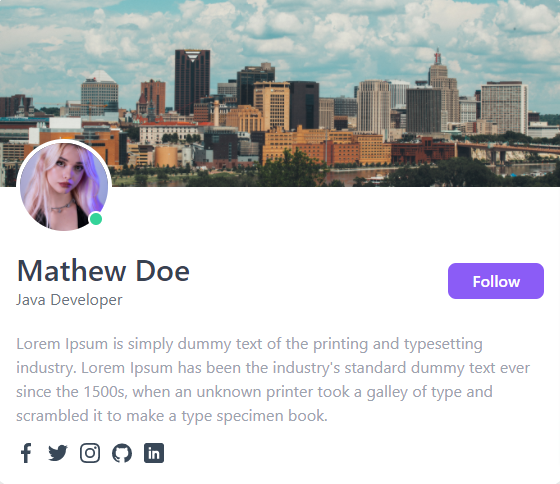 Mathew Doe
Java Developer
Follow
Lorem Ipsum is simply dummy text of the printing and typesetting
industry. Lorem Ipsum has been the industry's standard dummy text ever
since the 1500s, when an unknown printer took a galley of type and
scrambled it to make a type specimen book.